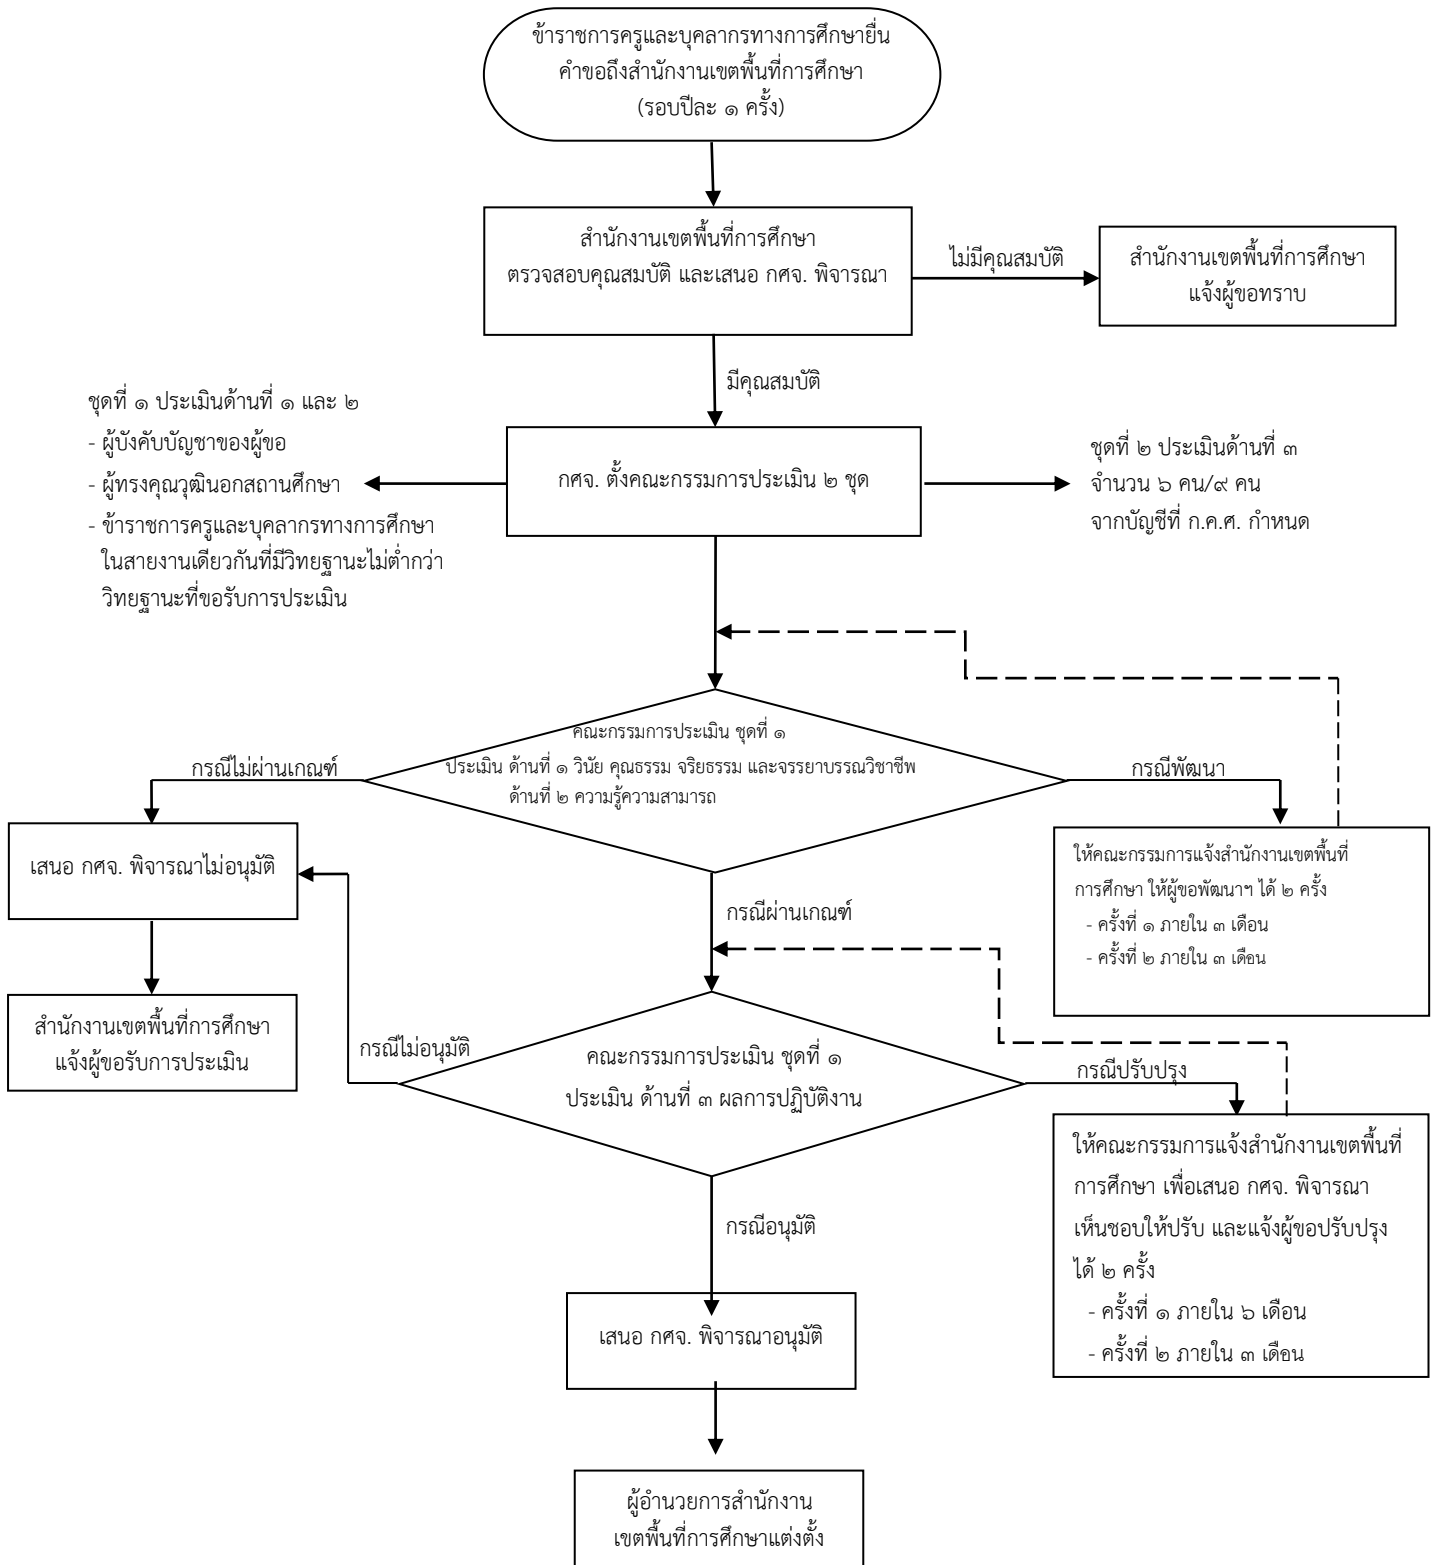 ข้าราชการครูและบุคลากรทางการศึกษายื่น
คำขอถึงสำนักงานเขตพื้นที่การศึกษา
(รอบปีละ ๑ ครั้ง)
สำนักงานเขตพื้นที่การศึกษา
ตรวจสอบคุณสมบัติ และเสนอ กศจ. พิจารณา
ไม่มีคุณสมบัติ
สำนักงานเขตพื้นที่การศึกษา
แจ้งผู้ขอทราบ
มีคุณสมบัติ
ชุดที่ ๑ ประเมินด้านที่ ๑ และ ๒
- ผู้บังคับบัญชาของผู้ขอ
- ผู้ทรงคุณวุฒินอกสถานศึกษา
- ข้าราชการครูและบุคลากรทางการศึกษา
ในสายงานเดียวกันที่มีวิทยฐานะไม่ต่ำกว่า
วิทยฐานะที่ขอรับการประเมิน
กศจ. ตั้งคณะกรรมการประเมิน ๒ ชุด
ชุดที่ ๒ ประเมินด้านที่ ๓
จำนวน ๖ คน/๙ คน
จากบัญชีที่ ก.ค.ศ. กำหนด
คณะกรรมการประเมิน ชุดที่ ๑
ประเมิน ด้านที่ ๑ วินัย คุณธรรม จริยธรรม และจรรยาบรรณวิชาชีพ
ด้านที่ ๒ ความรู้ความสามารถ
กรณีไม่ผ่านเกณฑ์
กรณีพัฒนา
เสนอ กศจ. พิจารณาไม่อนุมัติ
ให้คณะกรรมการแจ้งสำนักงานเขตพื้นที่
การศึกษา ให้ผู้ขอพัฒนาฯ ได้ ๒ ครั้ง
- ครั้งที่ ๑ ภายใน ๓ เดือน
- ครั้งที่ ๒ ภายใน ๓ เดือน
กรณีผ่านเกณฑ์
สำนักงานเขตพื้นที่การศึกษา
แจ้งผู้ขอรับการประเมิน
กรณีไม่อนุมัติ
คณะกรรมการประเมิน ชุดที่ ๑
ประเมิน ด้านที่ ๓ ผลการปฏิบัติงาน
กรณีปรับปรุง
ให้คณะกรรมการแจ้งสำนักงานเขตพื้นที่
การศึกษา เพื่อเสนอ กศจ. พิจารณา
เห็นชอบให้ปรับ และแจ้งผู้ขอปรับปรุง
ได้ ๒ ครั้ง
- ครั้งที่ ๑ ภายใน ๖ เดือน
- ครั้งที่ ๒ ภายใน ๓ เดือน
กรณีอนุมัติ
เสนอ กศจ. พิจารณาอนุมัติ
ผู้อำนวยการสำนักงาน
เขตพื้นที่การศึกษาแต่งตั้ง